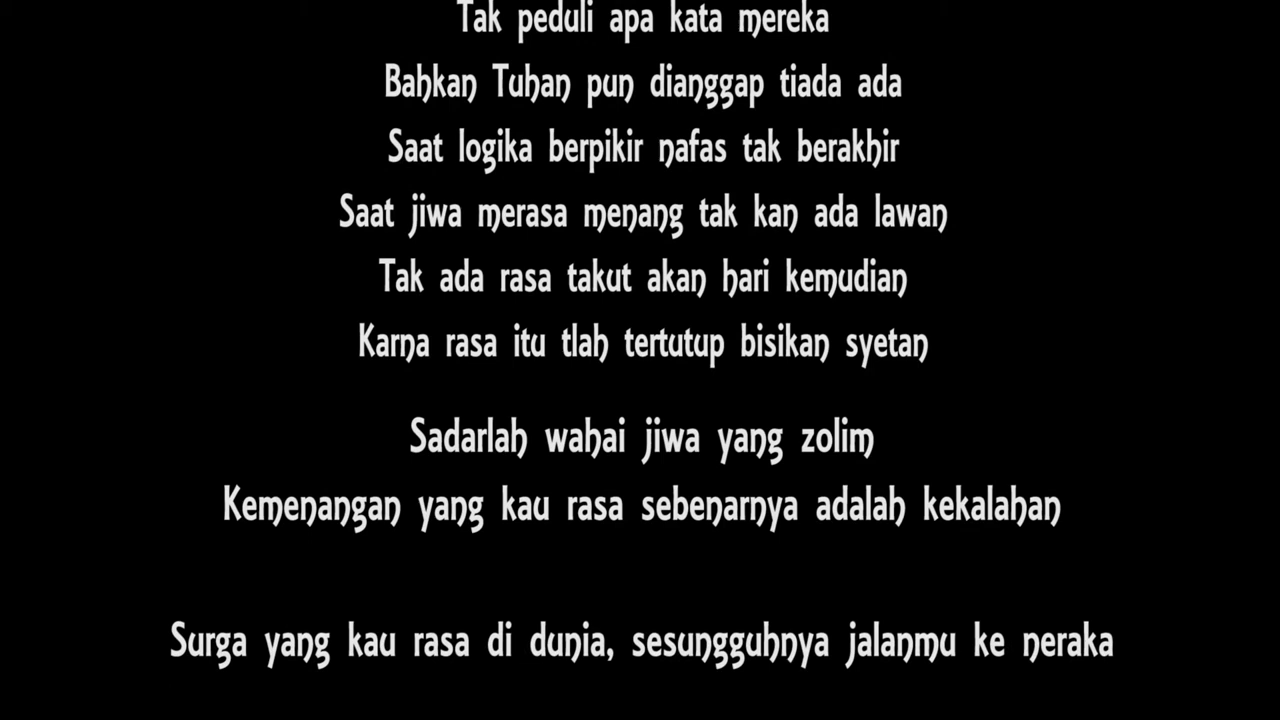 Tak peduli apa kata mereka
Bahkan Tuhan pun dianggap tiada ada
Saat logika berpikir nafas tak berakhir
Saat jiwa merasa menang tak kan ada lawan
Tak ada rasa takut akan hari kemudian
Karna rasa itu tlah tertutup bisikan syetan
Sadarlah wahai jiwa yang zolim
Kemenangan yang kau rasa sebenarnya adalah kekalahan
Surga yang kau rasa di dunia, sesungguhnya jalanmu ke neraka